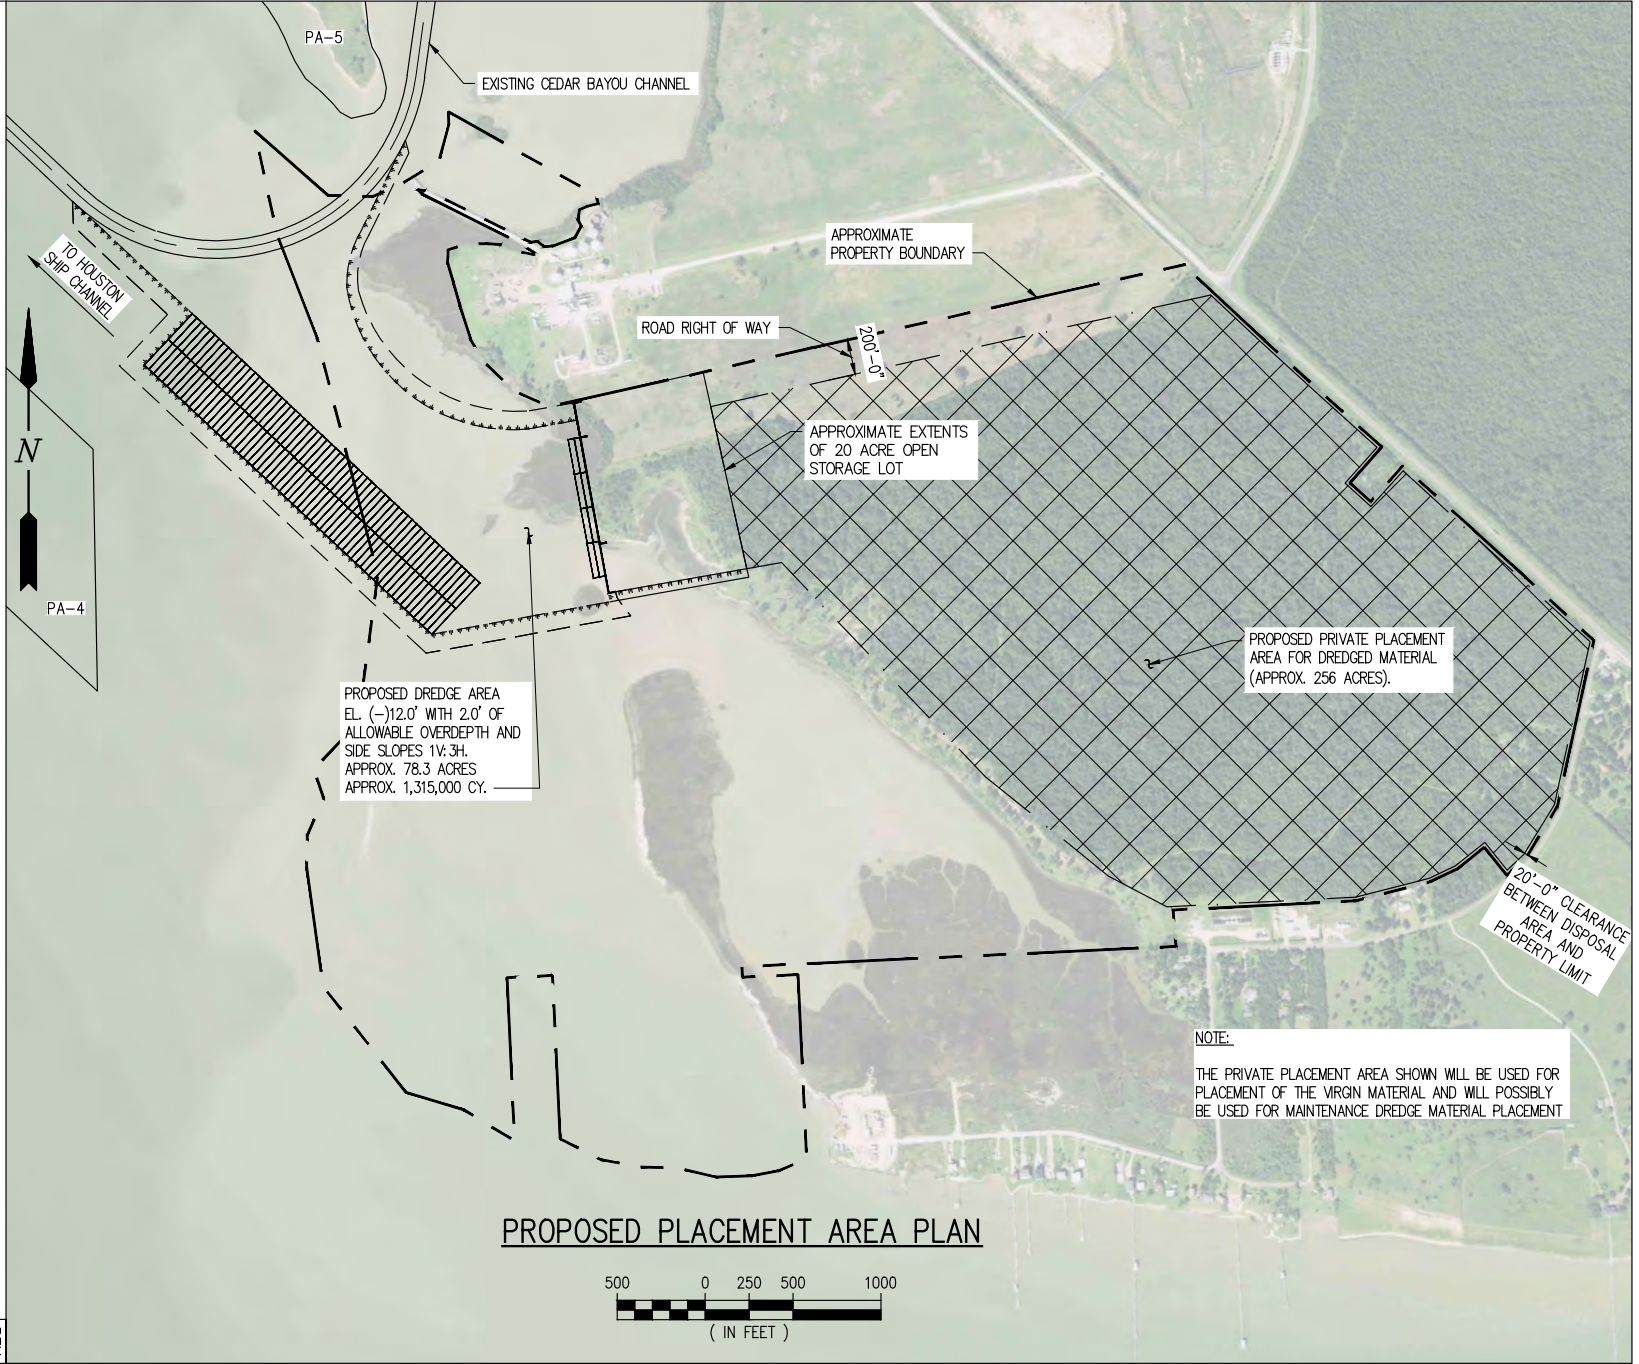 PA-5
EXISTING CEDAR BAYOU CHANNEL
TO HOUSTON
SHIP CHANNEL
APPROXIMATE
PROPERTY BOUNDARY
ROAD RIGHT OF WAY
200'-0"
N
APPROXIMATE EXTENTS
OF 20 ACRE OPEN
STORAGE LOT
PA-4
PROPOSED PRIVATE PLACEMENT
AREA FOR DREDGED MATERIAL
(APPROX. 256 ACRES).
PROPOSED DREDGE AREA
EL. (-)12.0' WITH 2.0' OF
ALLOWABLE OVERDEPTH AND
SIDE SLOPES 1V:3H.
APPROX. 78.3 ACRES
APPROX. 1,315,000 CY.
20'-0" CLEARANCE
BETWEEN DISPOSAL
AREA AND
PROPERTY LIMIT
NOTE:
THE PRIVATE PLACEMENT AREA SHOWN WILL BE USED FOR
PLACEMENT OF THE VIRGIN MATERIAL AND WILL POSSIBLY
BE USED FOR MAINTENANCE DREDGE MATERIAL PLACEMENT
PROPOSED PLACEMENT AREA PLAN
500 0 250 500 1000
( IN FEET )